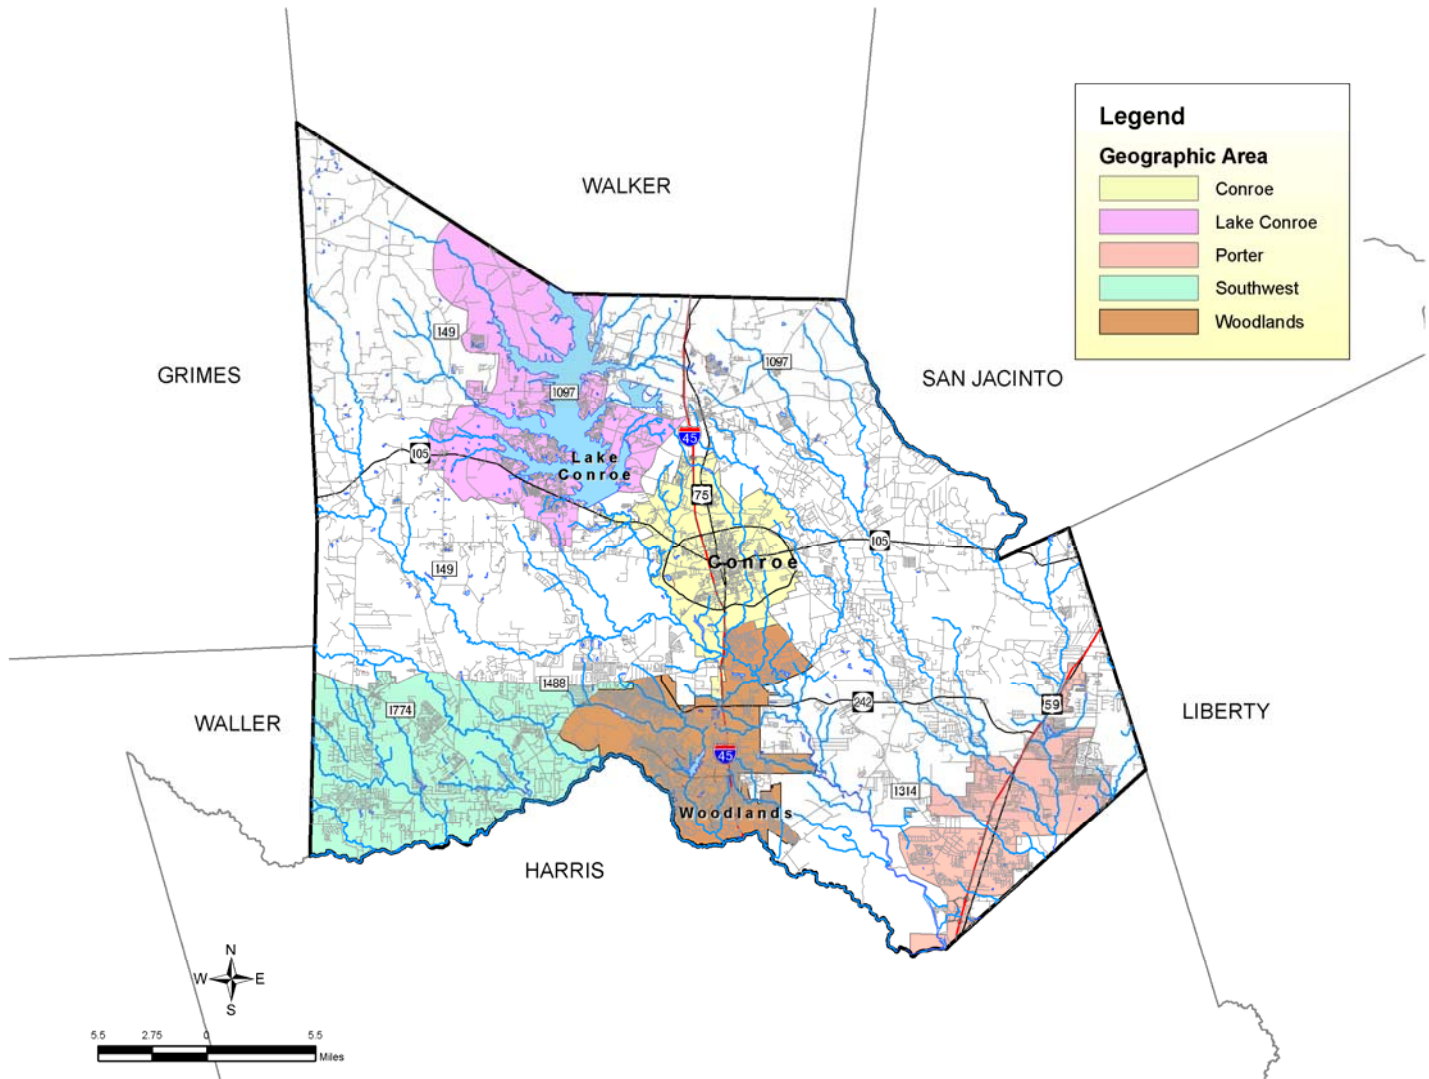 Legend
Geographic Area
Conroe
Lake Conroe
Porter
Southwest
Woodlands
WALKER
149
1097
GRIMES
SAN JACINTO
1097
45
105
Lake
Conroe
75
105
Conroe
149
1488
242
59
1774
WALLER
LIBERTY
45
1314
Woodlands
HARRIS
N
W E
S
5.5 2.75 0 5.5
Miles